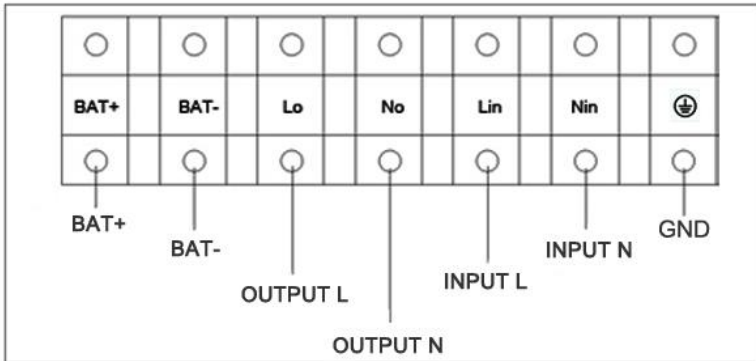 BAT+ BAT- Lo No Lin Nin
BAT+
BAT-
OUTPUT L
OUTPUT N
INPUT L
INPUT N
GND